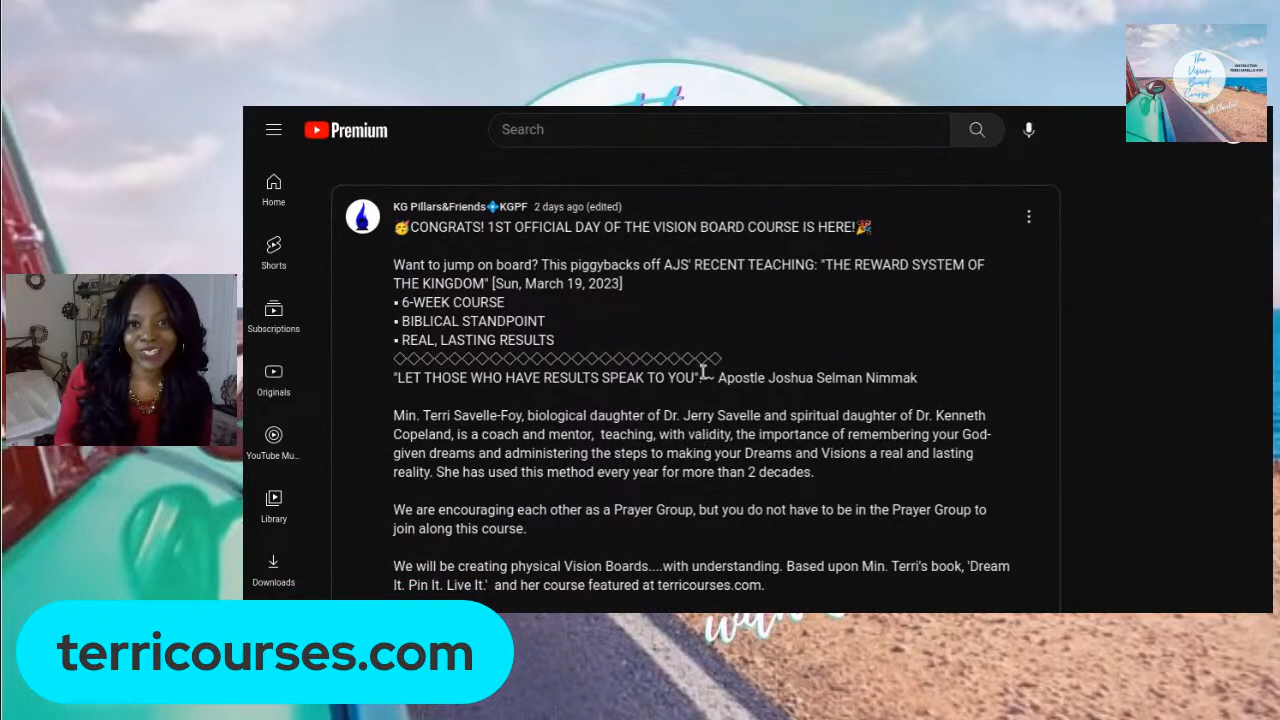 Premium
Search
Home
Shorts
Subscriptions
Originals
YouTube Mu...
Library
Downloads
KG Pillars&Friends💠KGPF 2 days ago (edited)
🥳CONGRATS! 1ST OFFICIAL DAY OF THE VISION BOARD COURSE IS HERE!🎉
Want to jump on board? This piggybacks off AJS' RECENT TEACHING: "THE REWARD SYSTEM OF
THE KINGDOM" [Sun, March 19, 2023]
▪ 6-WEEK COURSE
▪ BIBLICAL STANDPOINT
▪ REAL, LASTING RESULTS
◇◇◇◇◇◇◇◇◇◇◇◇◇◇◇◇◇◇◇◇◇◇◇◇
"LET THOSE WHO HAVE RESULTS SPEAK TO YOU" ~ Apostle Joshua Selman Nimmak
Min. Terri Savelle-Foy, biological daughter of Dr. Jerry Savelle and spiritual daughter of Dr. Kenneth
Copeland, is a coach and mentor, teaching, with validity, the importance of remembering your God-
given dreams and administering the steps to making your Dreams and Visions a real and lasting
reality. She has used this method every year for more than 2 decades.
We are encouraging each other as a Prayer Group, but you do not have to be in the Prayer Group to
join along this course.
We will be creating physical Vision Boards....with understanding. Based upon Min. Terri's book, 'Dream
It. Pin It. Live It.' and her course featured at terricourses.com.
The
Vision
Board
Course
INSTRUCTOR:
TERRI SAVELLE-FOY
with
terricourses.com